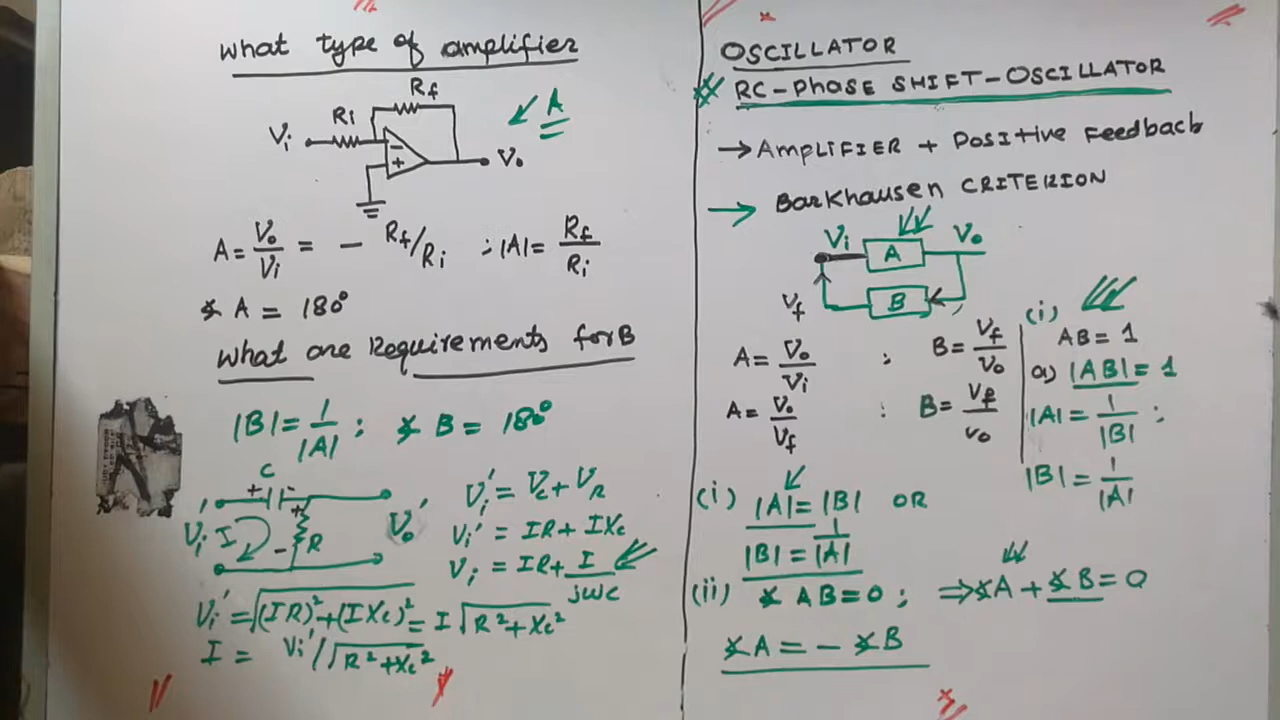 What type of amplifier
Rf
Ri
A
Vi
-
+
Vo
A = Vo/Vi = - Rf/Ri ; |A| = Rf/Ri
∡ A = 180°
What are Requirements for B
|B| = 1/|A| ; ∡ B = 180°
C
+ -
Vi' I + - R Vo'
Vi' = Vc + VR
Vi' = IR + IXc
Vi = IR + I/jωc
Vi' = √(IR)² + (IXc)² = I √R² + Xc²
I = Vi'/√R² + Xc²
OSCILLATOR
RC-Phase SHIFT-OSCILLATOR
→ AmpLiFIER + Positive Feedback
→ Barkhausen CRITERION
Vi A Vo
Vf B
A = Vo/Vi ; B = Vf/Vo
A = Vo/Vf : B = Vf/Vo
(i)
AB = 1
a) |AB| = 1
|A| = 1/|B| ;
|B| = 1/|A|
(i) |A| = |B| OR
|B| = 1/|A|
(ii) ∡ AB = 0 ; ⇒ ∡A + ∡B = 0
∡A = - ∡B